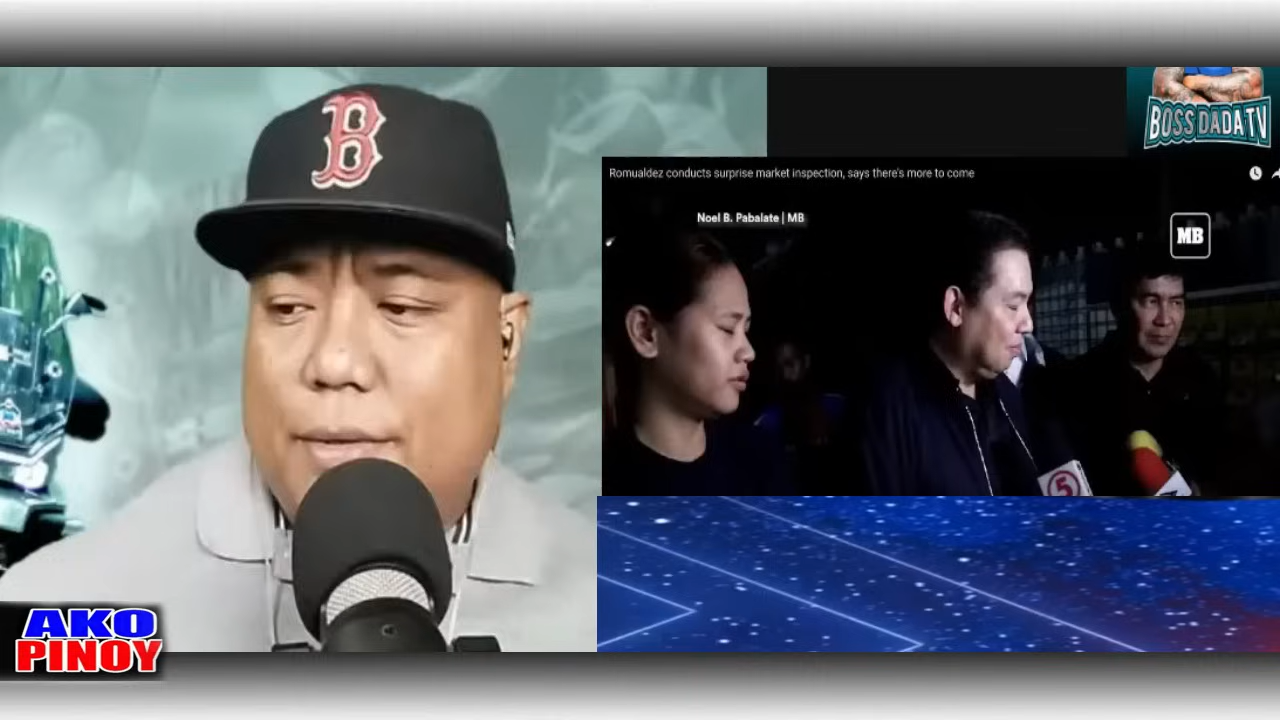 B
BOSS DADA TV
Romualdez conducts surprise market inspection, says there's more to come
Noel B. Pabalate | MB
MB
5
AKO
PINOY